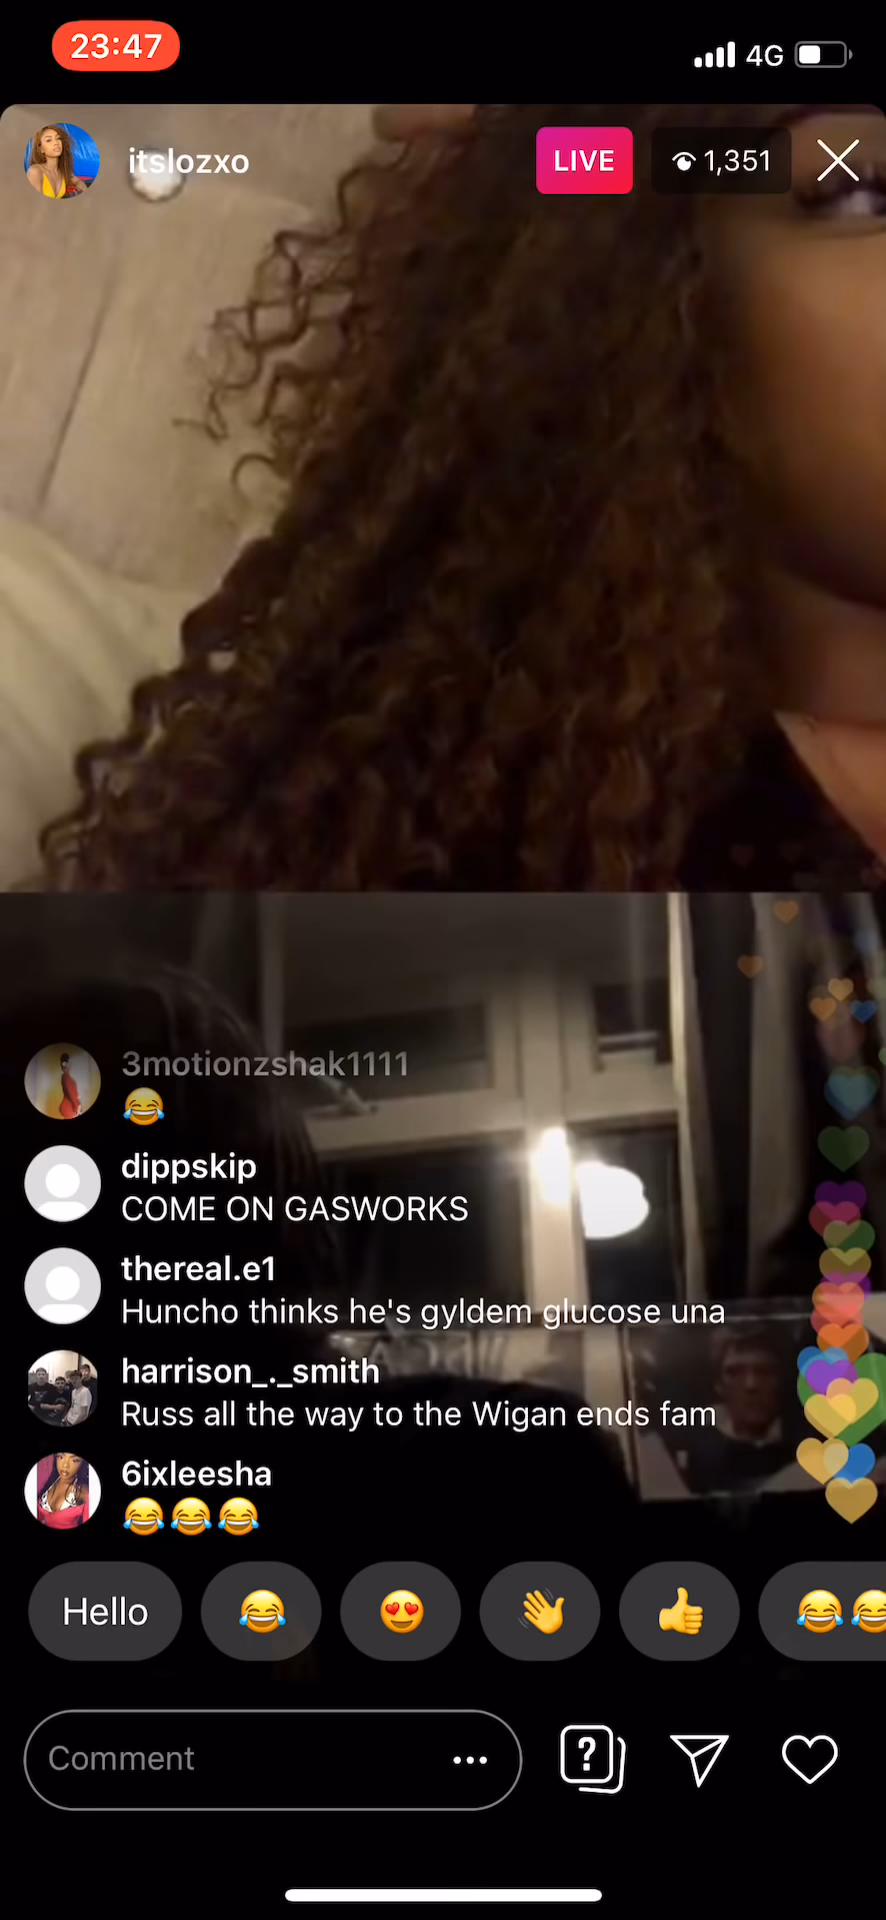 23:47
4G
itslozxo
LIVE
1,351
3motionzshak1111
😂
dippskip
COME ON GASWORKS
thereal.e1
Huncho thinks he's gyldem glucose una
harrison_._smith
Russ all the way to the Wigan ends fam
6ixleesha
😂😂😂
Hello 😂 😍 👋 👍 😂😂
Comment
?